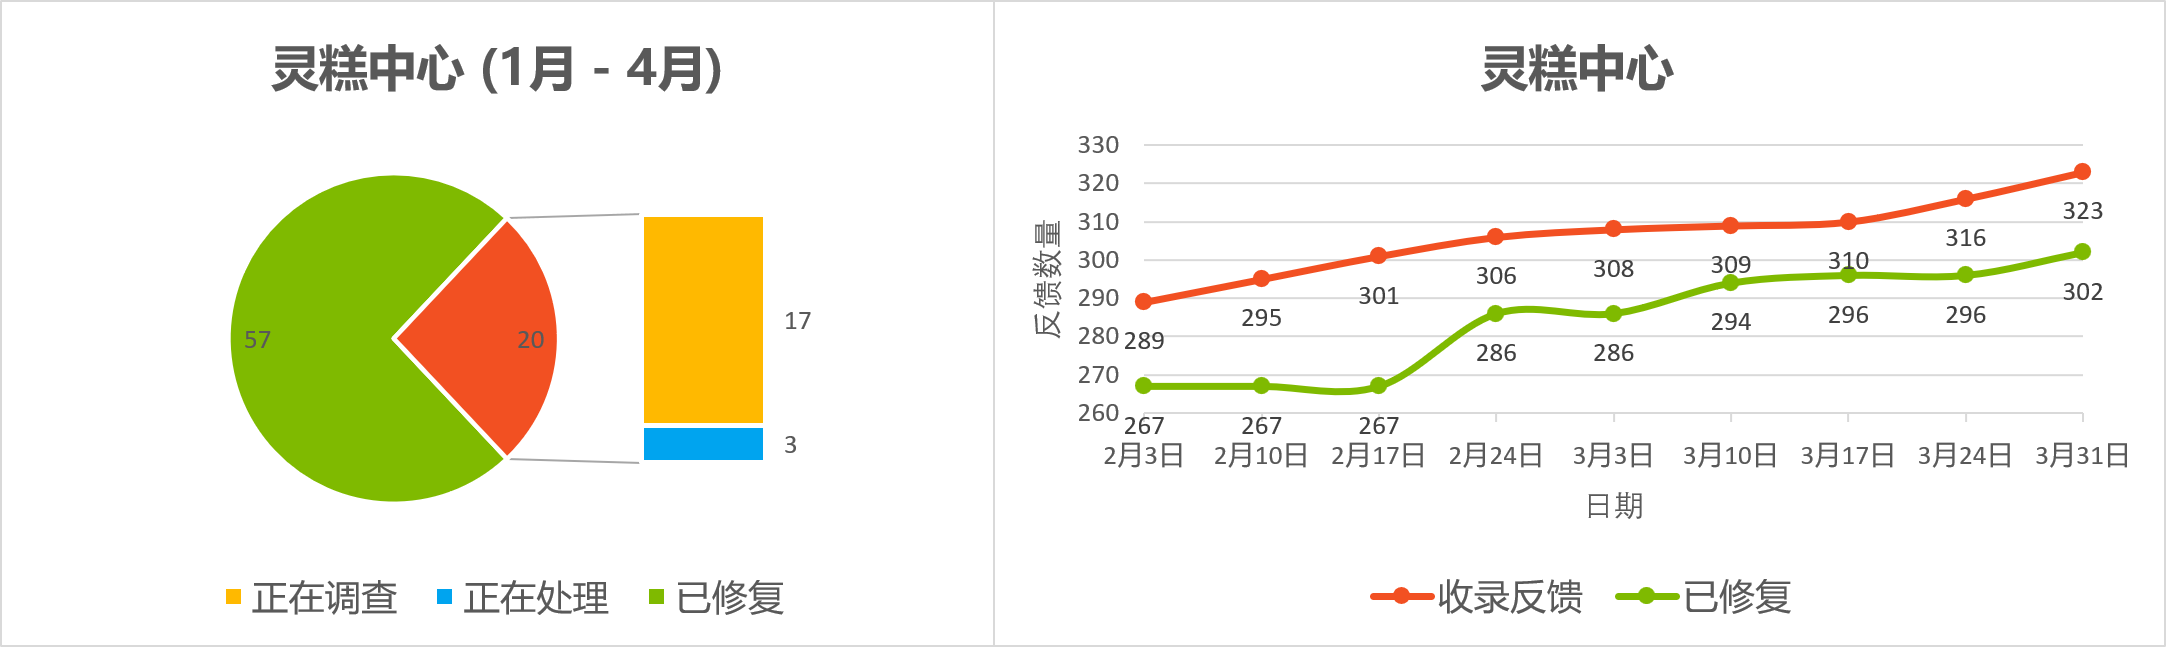 灵糕中心 (1月 - 4月)
57
20
17
3
正在调查
正在处理
已修复
灵糕中心
反馈数量
330
320
310
300
290
280
270
260
289
295
301
306
308
309
310
316
323
267
267
267
286
286
294
296
296
302
2月3日
2月10日
2月17日
2月24日
3月3日
3月10日
3月17日
3月24日
3月31日
日期
收录反馈
已修复